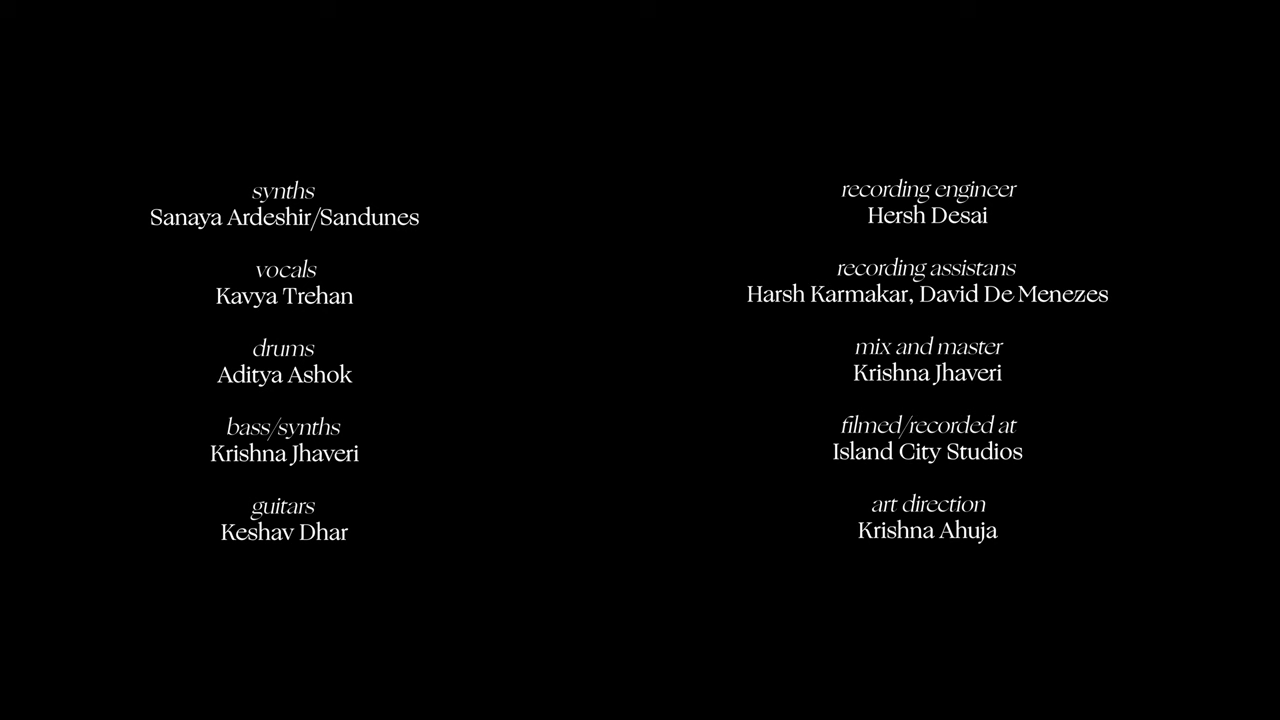 synths
Sanaya Ardeshir/Sandunes
vocals
Kavya Trehan
drums
Aditya Ashok
bass/synths
Krishna Jhaveri
guitars
Keshav Dhar
recording engineer
Hersh Desai
recording assistans
Harsh Karmakar, David De Menezes
mix and master
Krishna Jhaveri
filmed/recorded at
Island City Studios
art direction
Krishna Ahuja